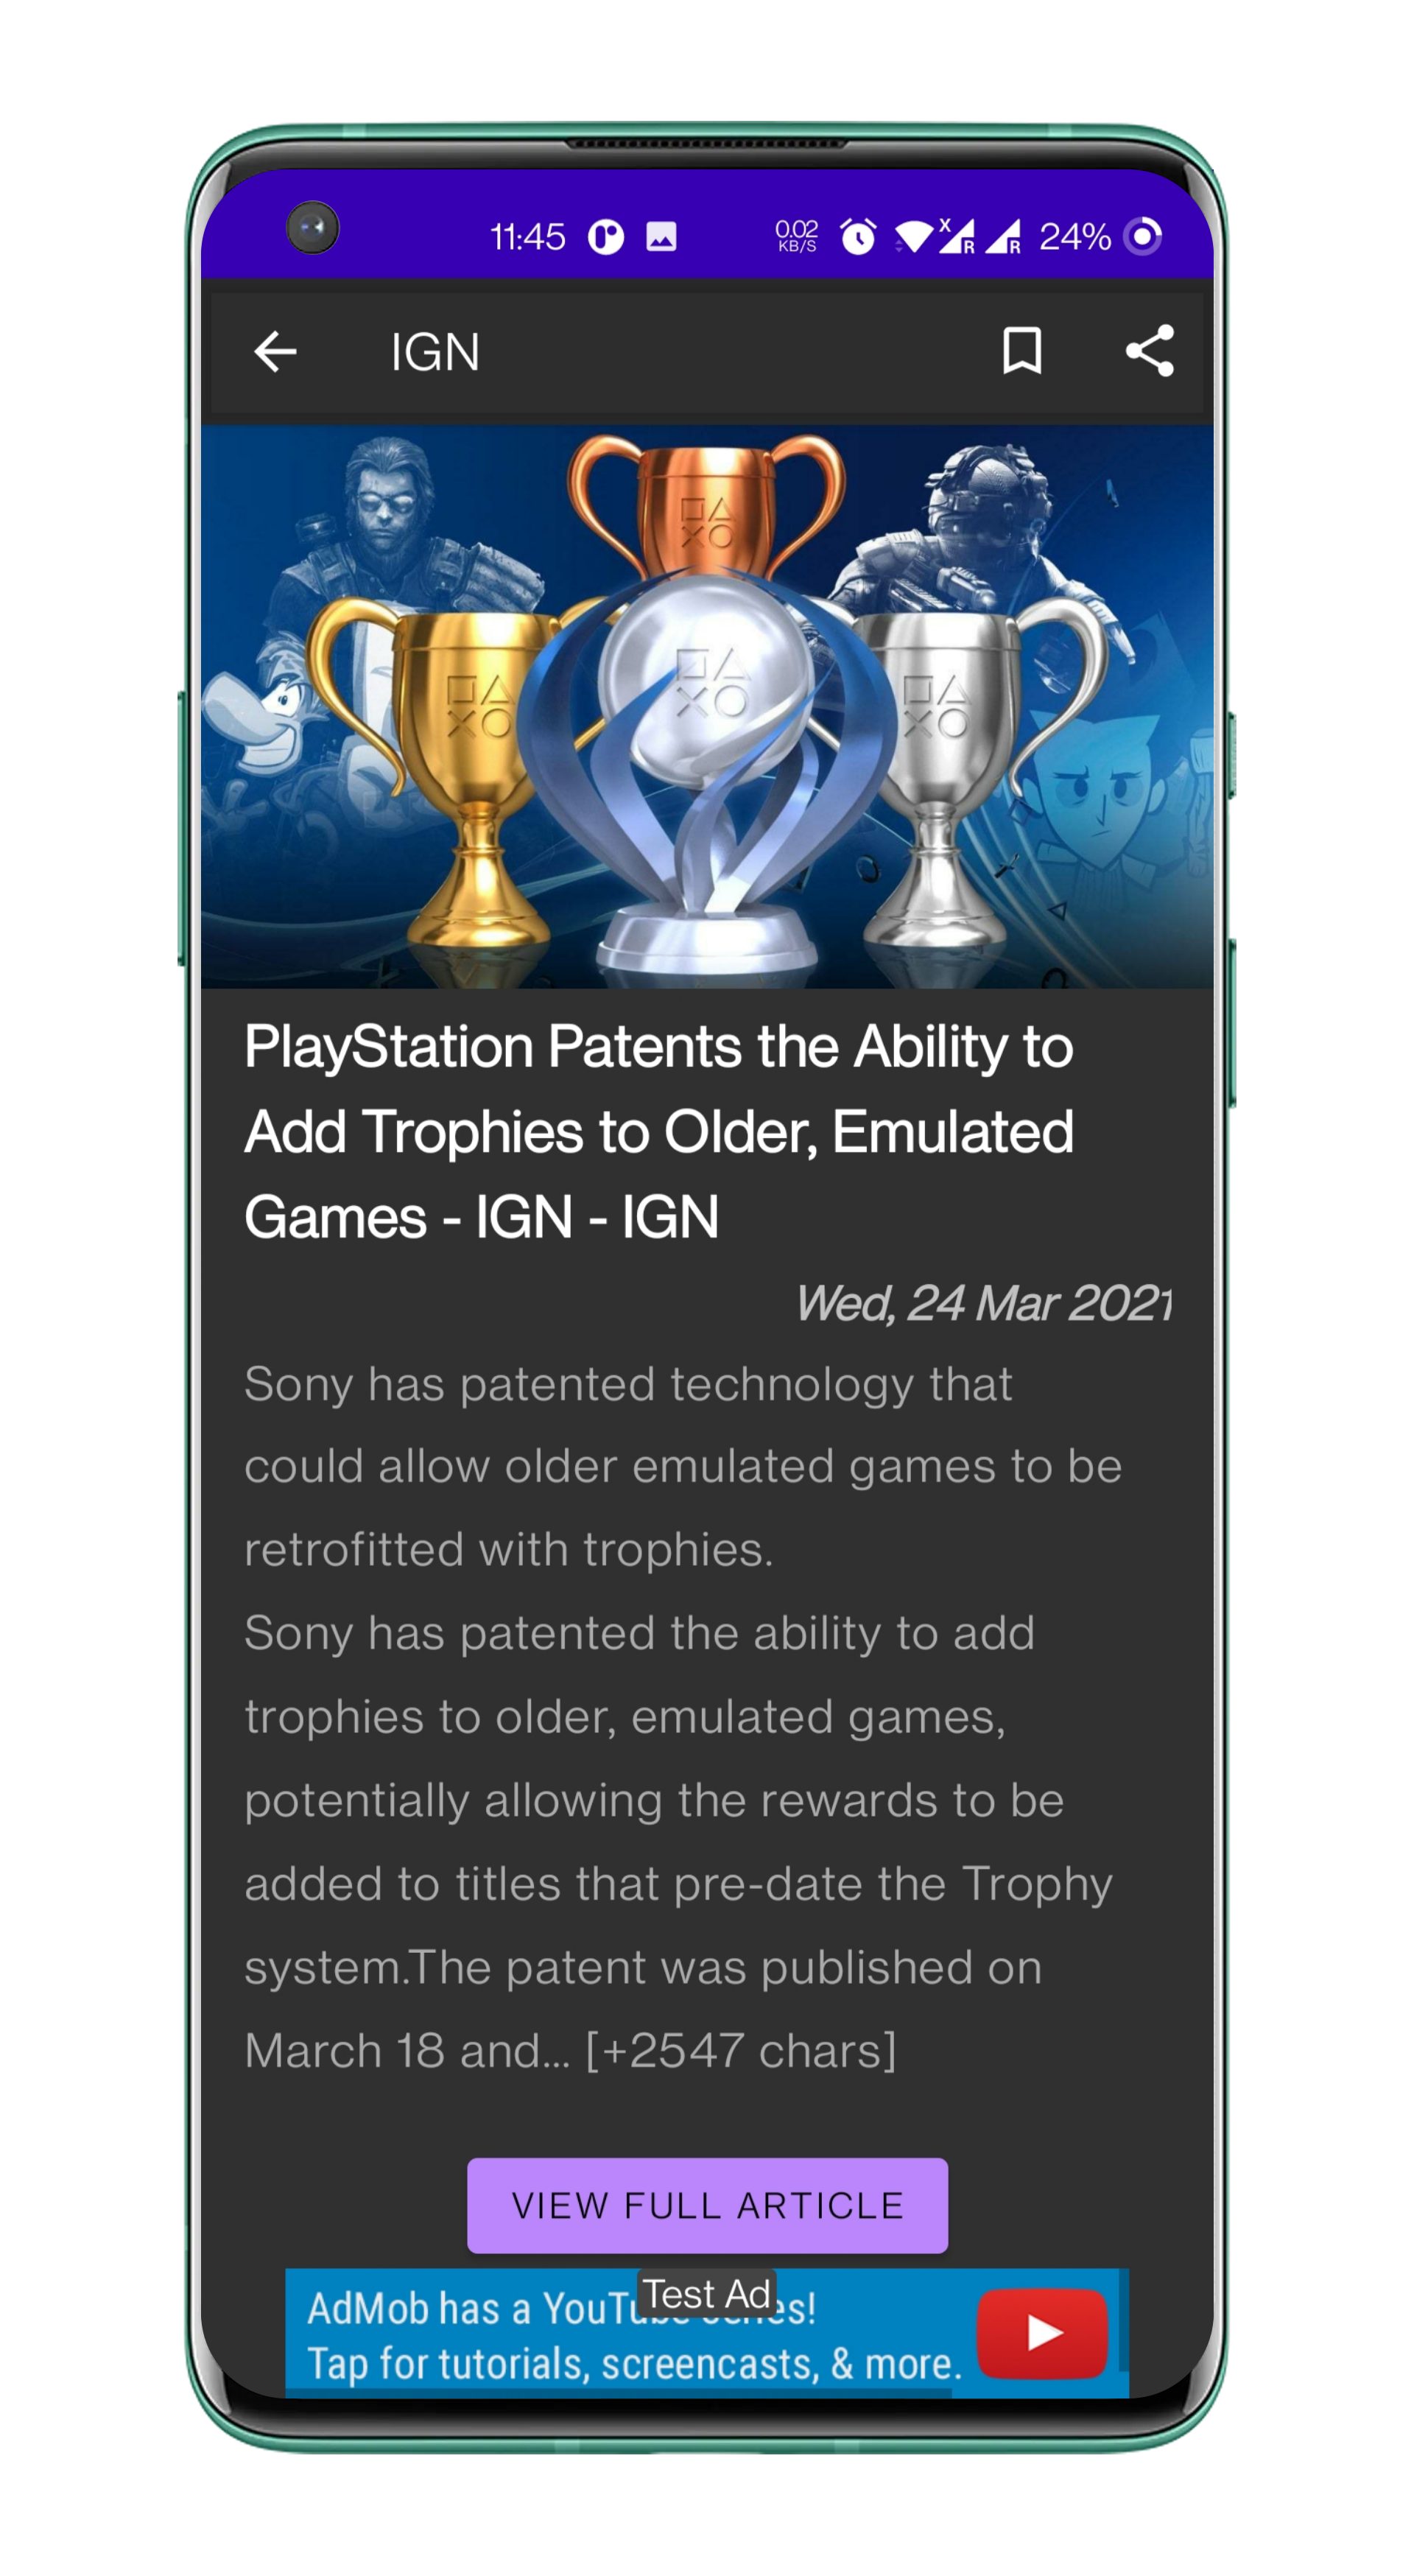 11:45
0.02
KB/S
X
R
R
24%
IGN
PlayStation Patents the Ability to
Add Trophies to Older, Emulated
Games - IGN - IGN
Wed, 24 Mar 2021
Sony has patented technology that
could allow older emulated games to be
retrofitted with trophies.
Sony has patented the ability to add
trophies to older, emulated games,
potentially allowing the rewards to be
added to titles that pre-date the Trophy
system.The patent was published on
March 18 and... [+2547 chars]
VIEW FULL ARTICLE
Test Ad
AdMob has a
Tap for tutorials, screencasts, & more.